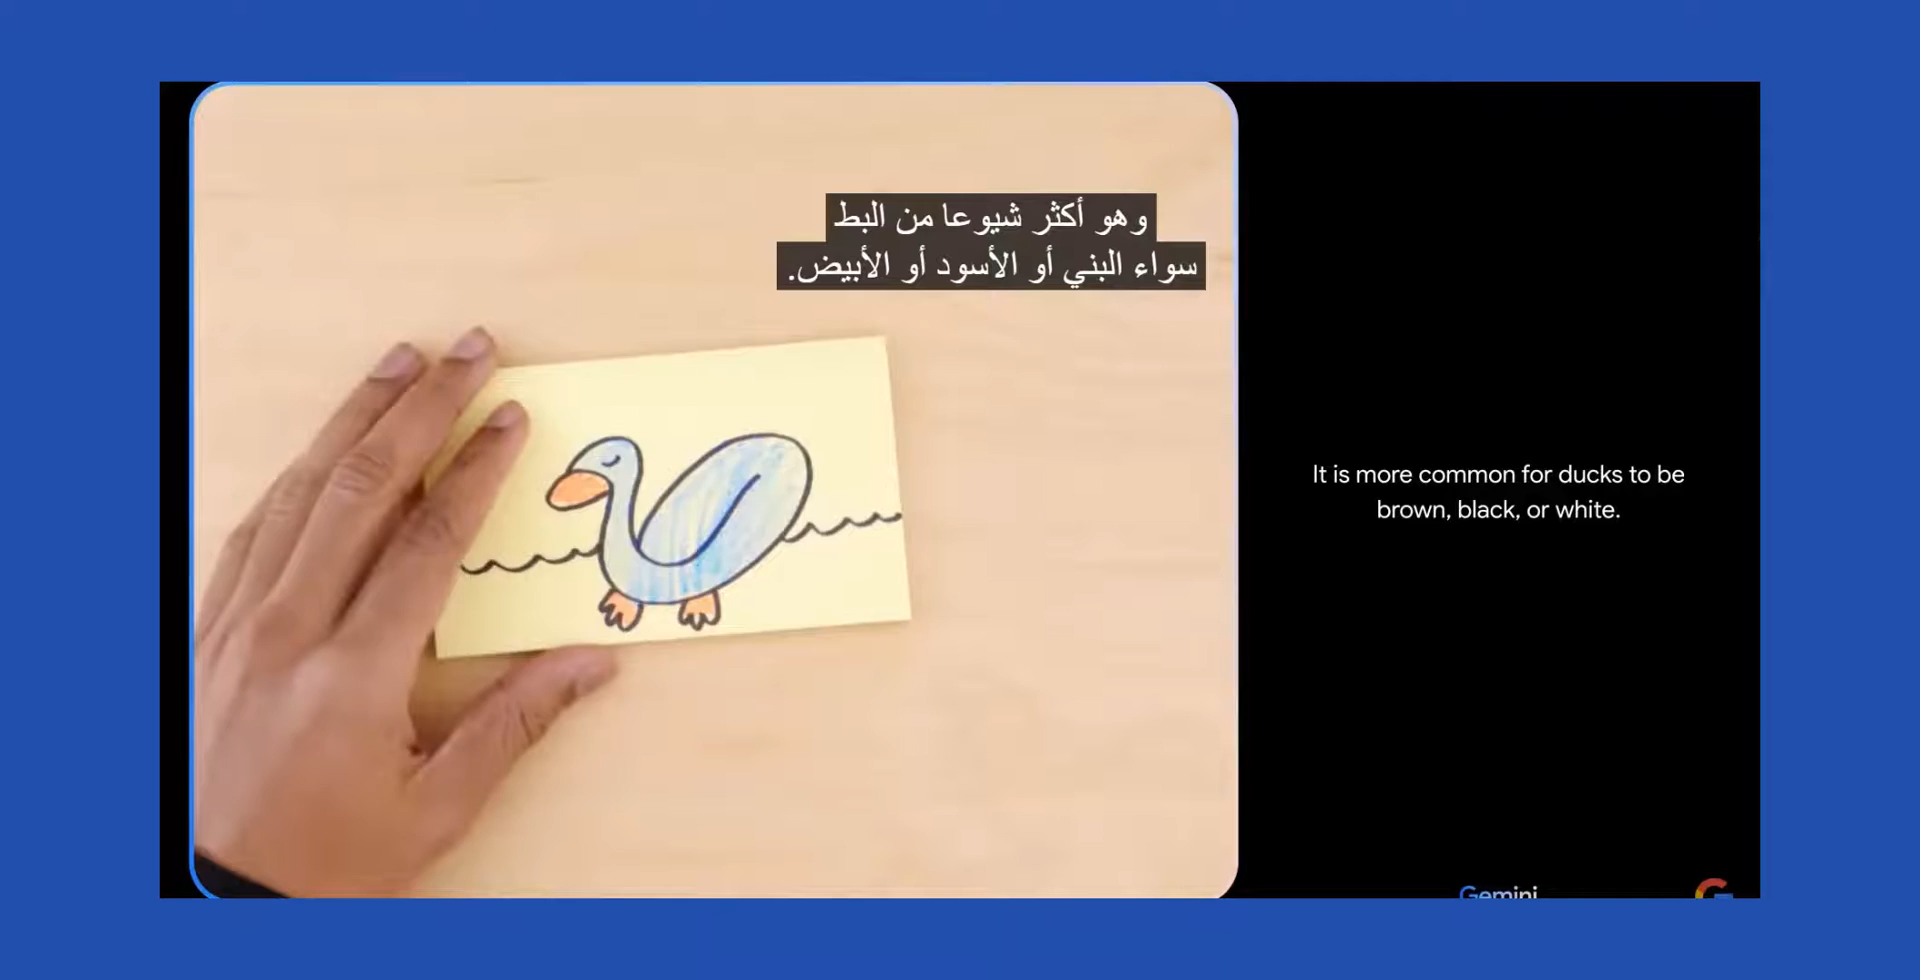 وهو أكثر شيوعا من البط
سواء البني أو الأسود أو الأبيض.
It is more common for ducks to be
brown, black, or white.
Gemini